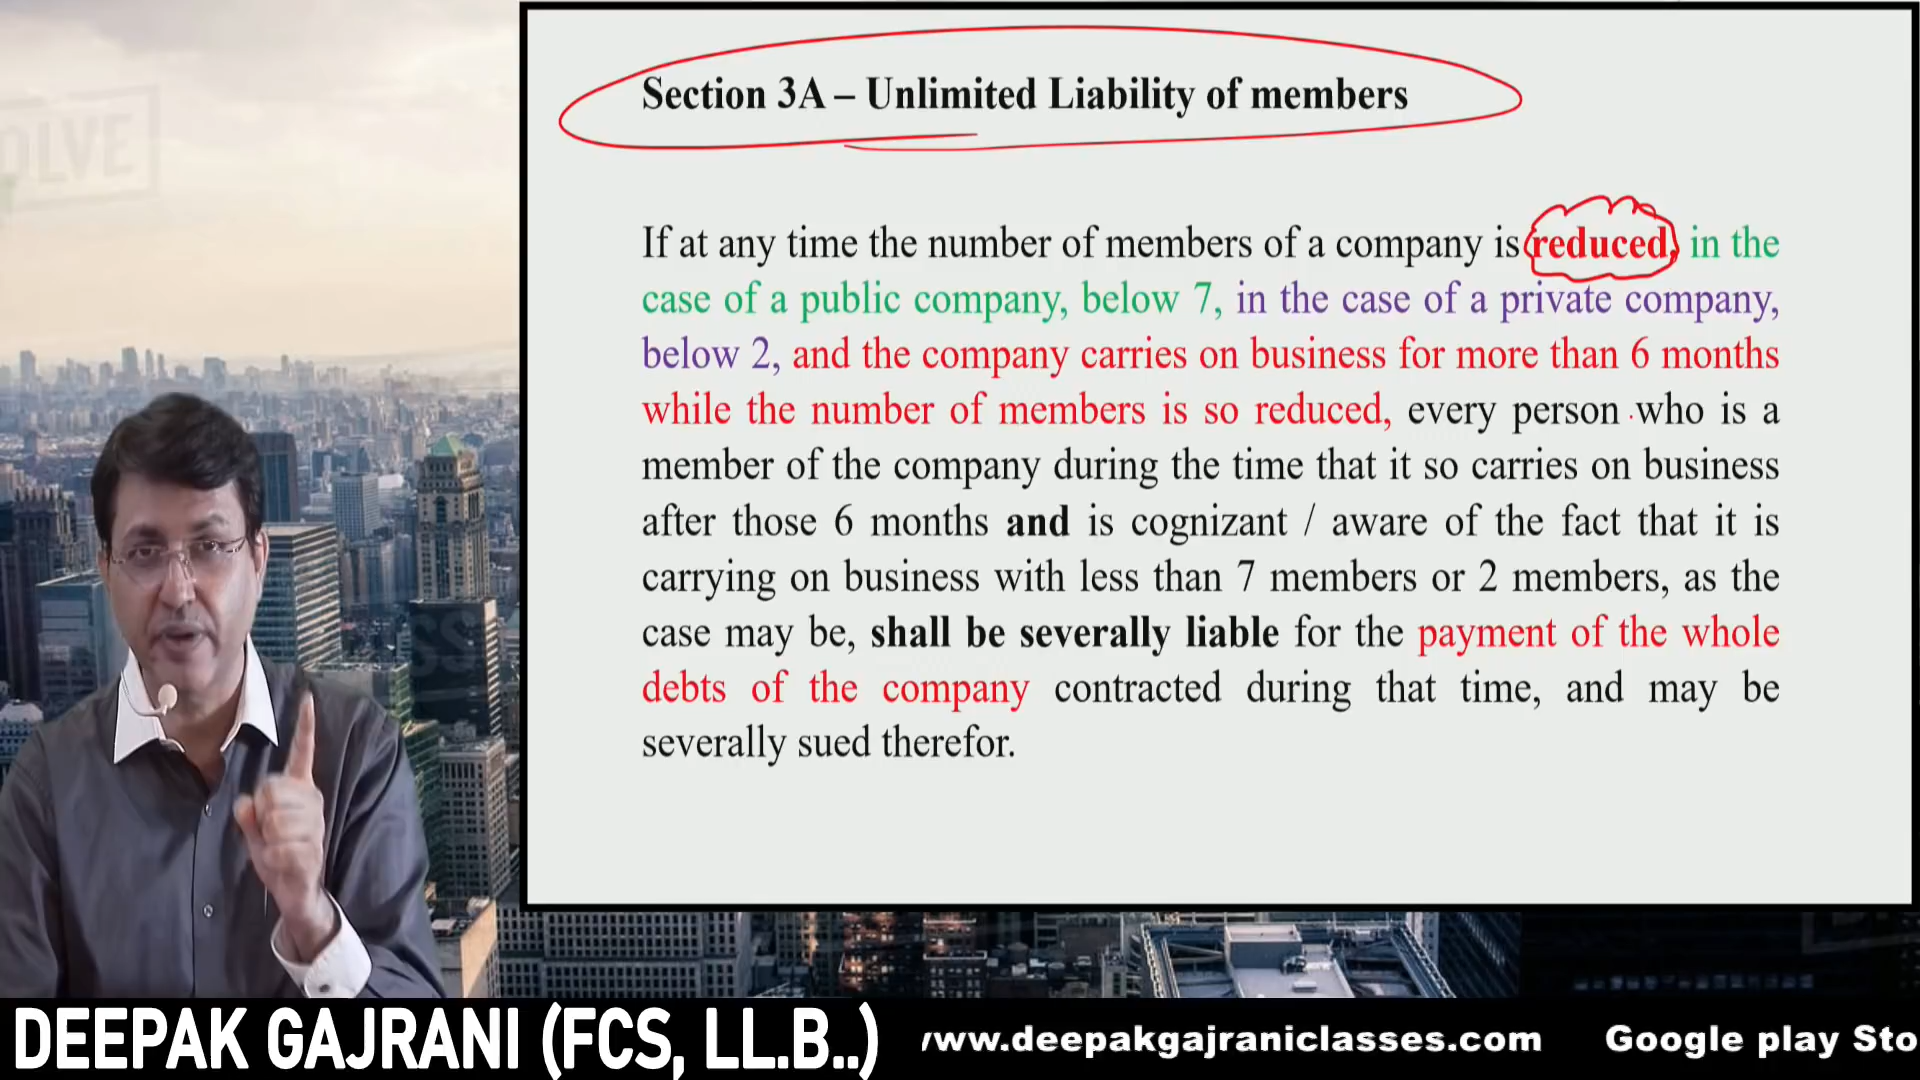 Section 3A – Unlimited Liability of members
If at any time the number of members of a company is reduced, in the
case of a public company, below 7, in the case of a private company,
below 2, and the company carries on business for more than 6 months
while the number of members is so reduced, every person who is a
member of the company during the time that it so carries on business
after those 6 months and is cognizant / aware of the fact that it is
carrying on business with less than 7 members or 2 members, as the
case may be, shall be severally liable for the payment of the whole
debts of the company contracted during that time, and may be
severally sued therefor.
DEEPAK GAJRANI (FCS, LL.B..)
www.deepakgajraniclasses.com
Google play Sto